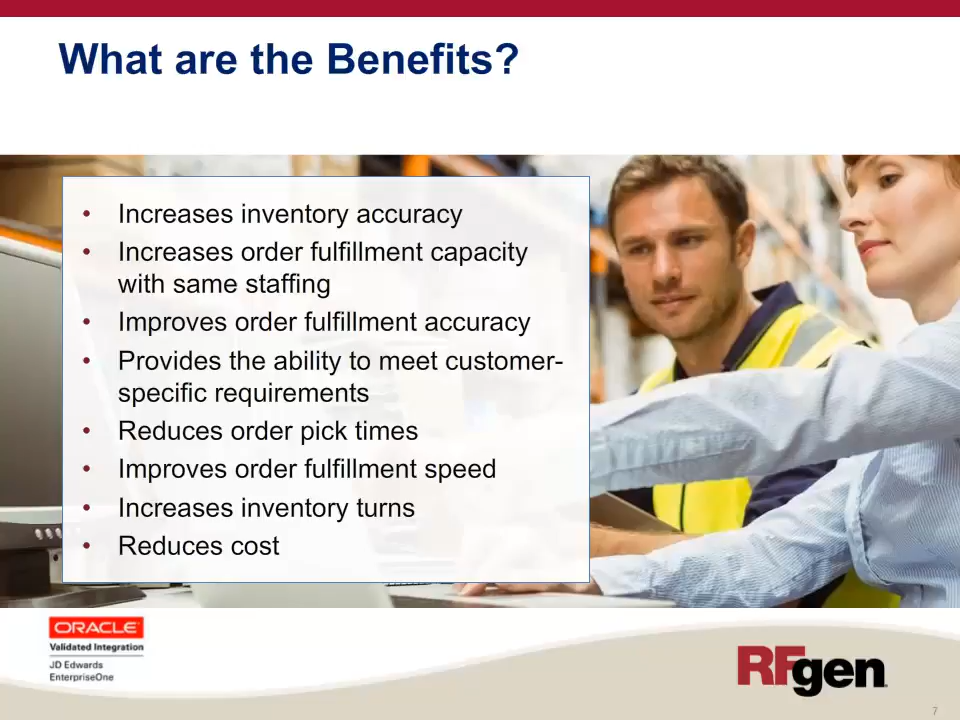 What are the Benefits?
• Increases inventory accuracy
• Increases order fulfillment capacity
with same staffing
• Improves order fulfillment accuracy
• Provides the ability to meet customer-
specific requirements
• Reduces order pick times
• Improves order fulfillment speed
• Increases inventory turns
• Reduces cost
ORACLE
Validated Integration
JD Edwards
EnterpriseOne
RFgen
7